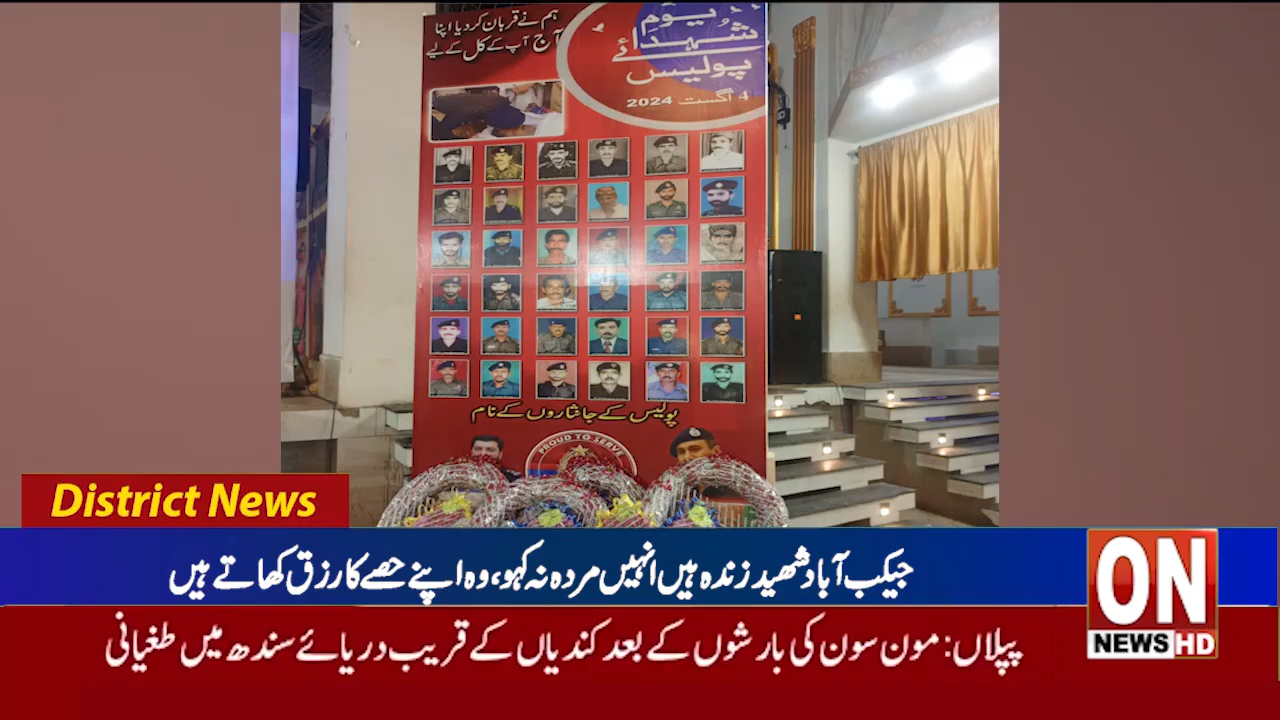 ہم نے قربان کر دیا اپنا
آج آپ کے کل کے لیے
یومِ
شہدائے
پولیس
4 اگست 2024
پولیس کے جانثاروں کے نام
PROUD TO SERVE
District News
جیکب آباد شھید زندہ ہیں انہیں مردہ نہ کہو، وہ اپنے حصے کا رزق کھاتے ہیں
پپلاں: مون سون کی بارشوں کے بعد کندیاں کے قریب دریائے سندھ میں طغیانی
ON
NEWS HD